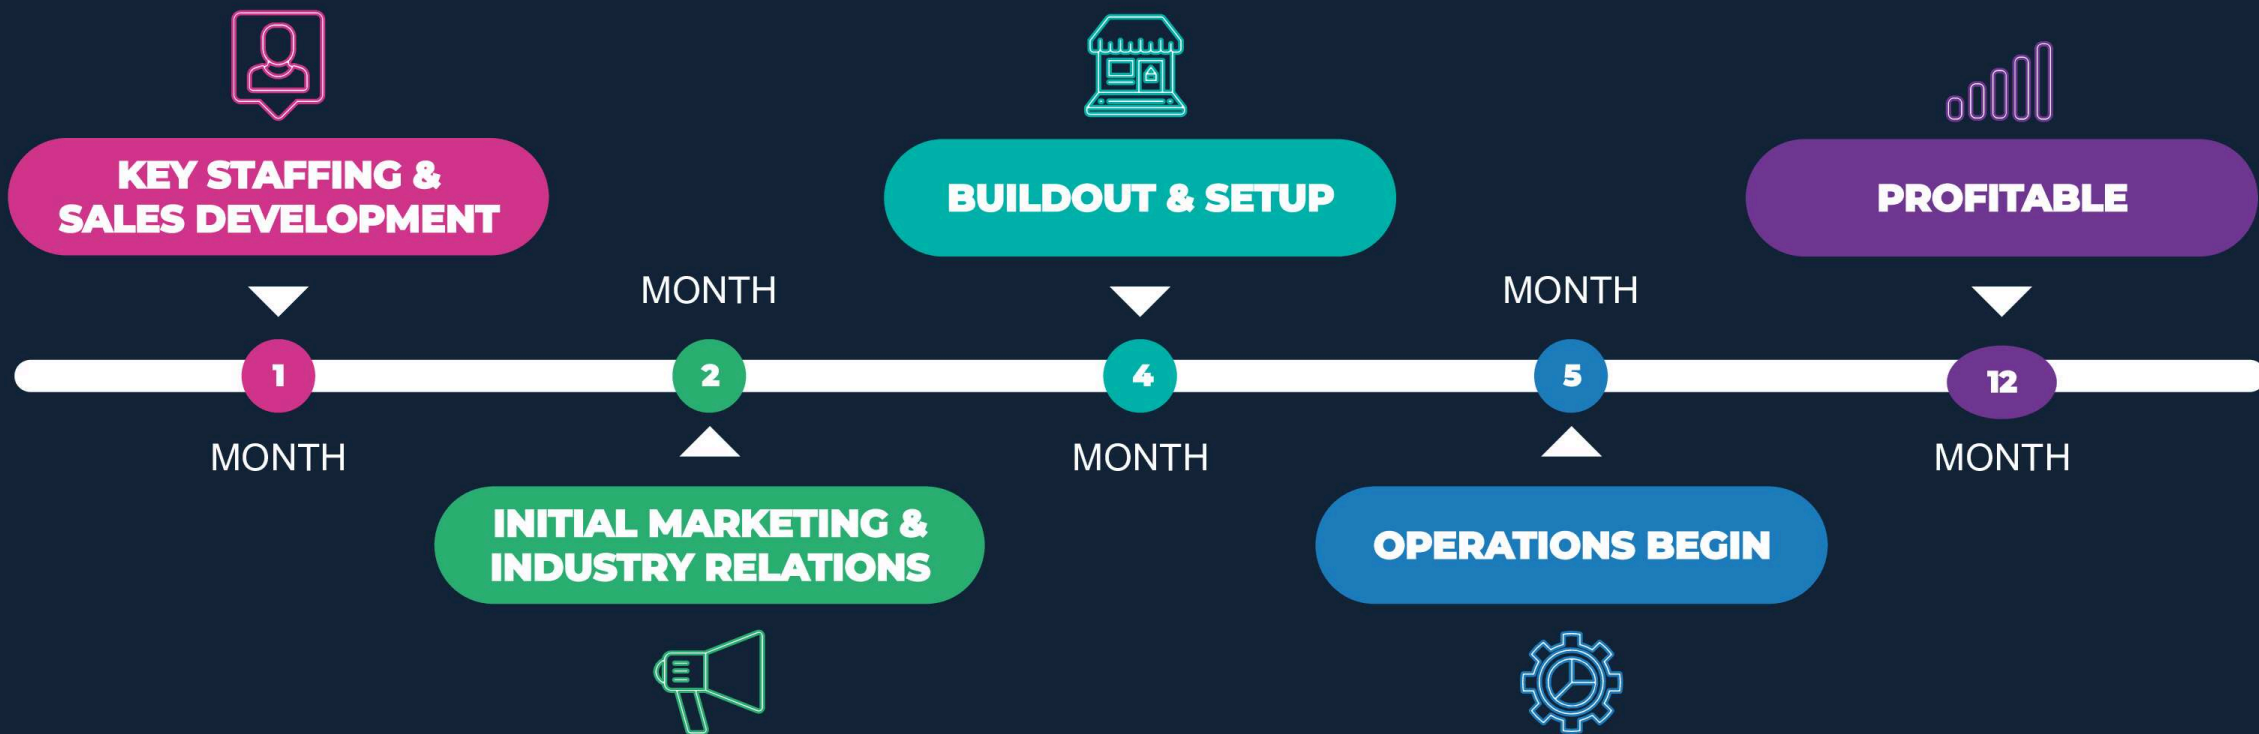 KEY STAFFING &
SALES DEVELOPMENT
1
MONTH
MONTH
2
INITIAL MARKETING &
INDUSTRY RELATIONS
BUILDOUT & SETUP
4
MONTH
MONTH
5
OPERATIONS BEGIN
PROFITABLE
12
MONTH